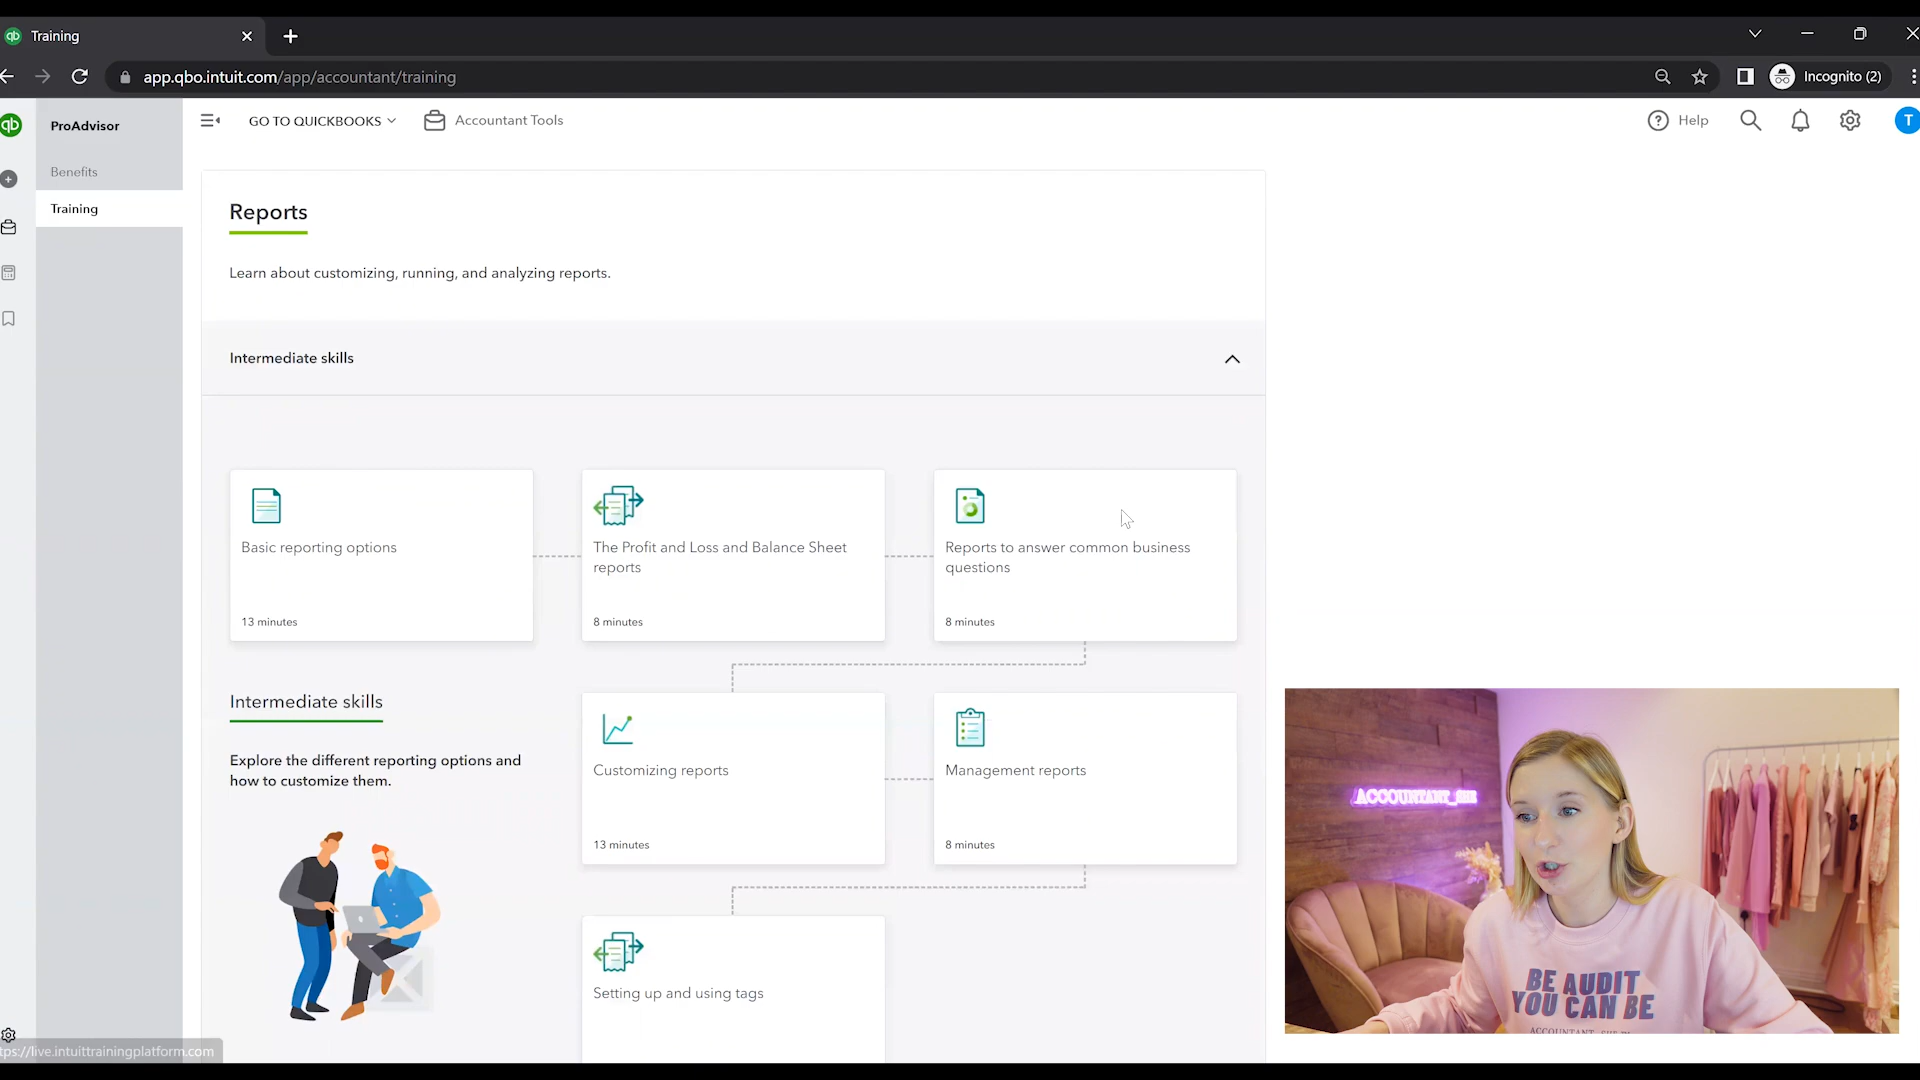 Training
app.qbo.intuit.com/app/accountant/training
Incognito (2)
qb
ProAdvisor
GO TO QUICKBOOKS
Accountant Tools
Help
T
Benefits
Training
Reports
Learn about customizing, running, and analyzing reports.
Intermediate skills
Basic reporting options
13 minutes
The Profit and Loss and Balance Sheet
reports
8 minutes
Reports to answer common business
questions
8 minutes
Intermediate skills
Explore the different reporting options and
how to customize them.
Customizing reports
13 minutes
Management reports
8 minutes
Setting up and using tags
tps://live.intuittrainingplatform.com
ACCOUNTANT_SHE
BE AUDIT
YOU CAN BE